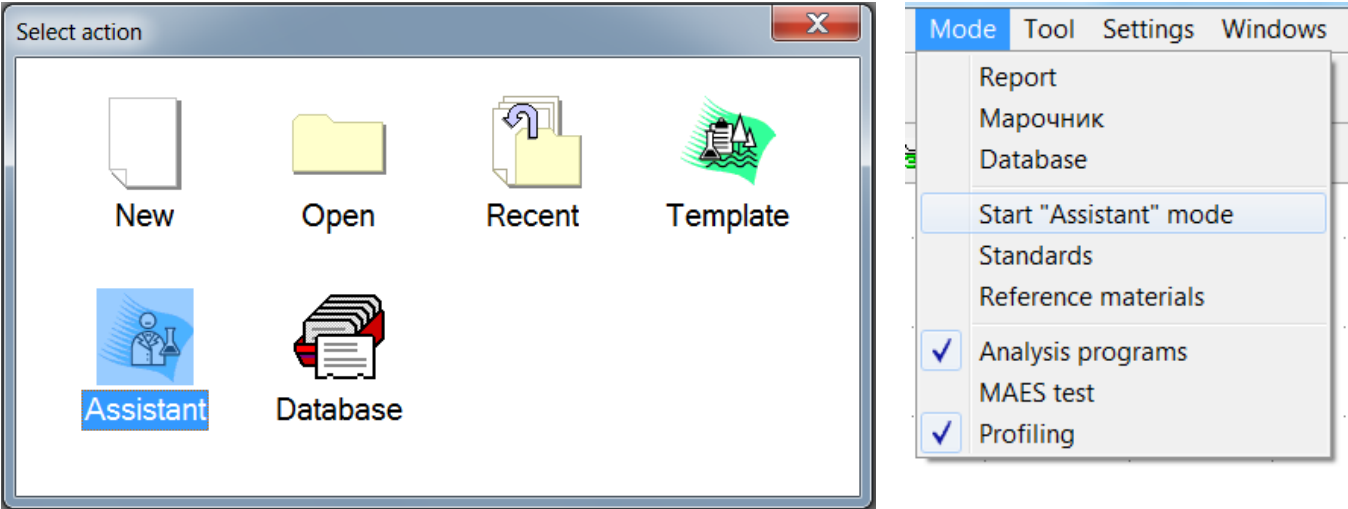 Select action
New Open Recent Template
Assistant Database
Mode Tool Settings Windows
Report
Марочник
Database
Start "Assistant" mode
Standards
Reference materials
Analysis programs
MAES test
Profiling